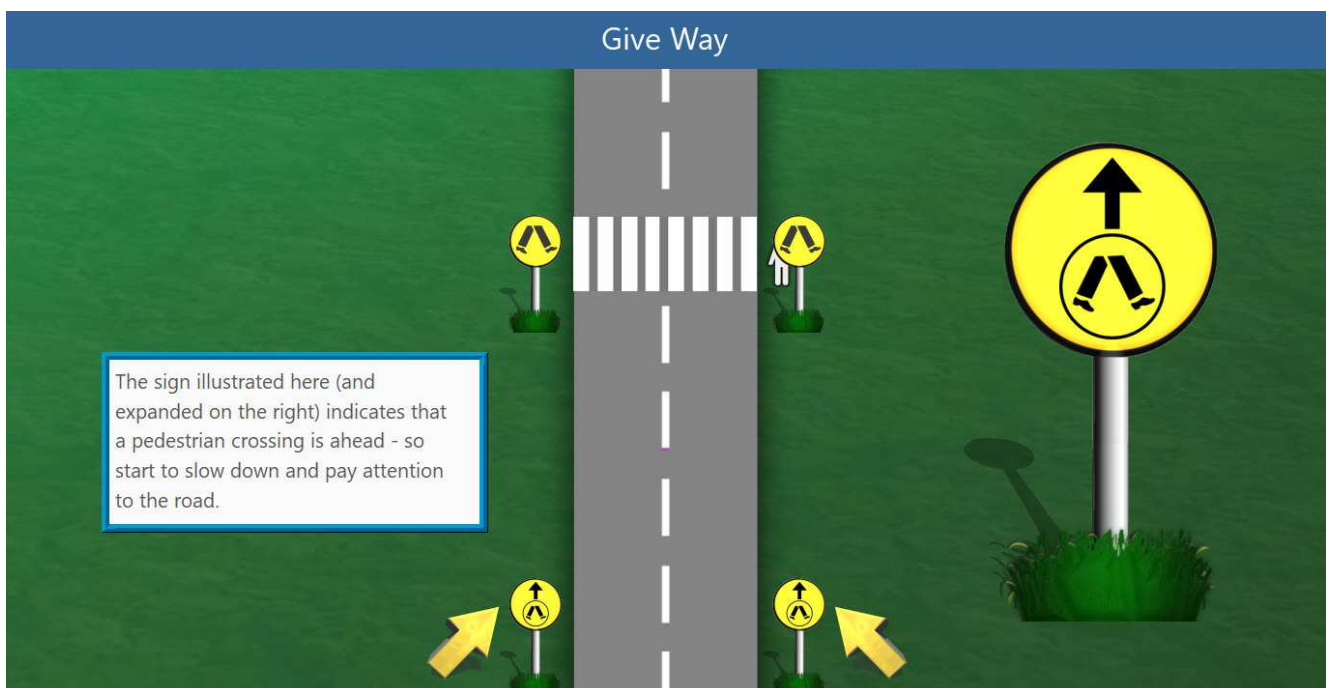 Give Way
The sign illustrated here (and
expanded on the right) indicates that
a pedestrian crossing is ahead - so
start to slow down and pay attention
to the road.